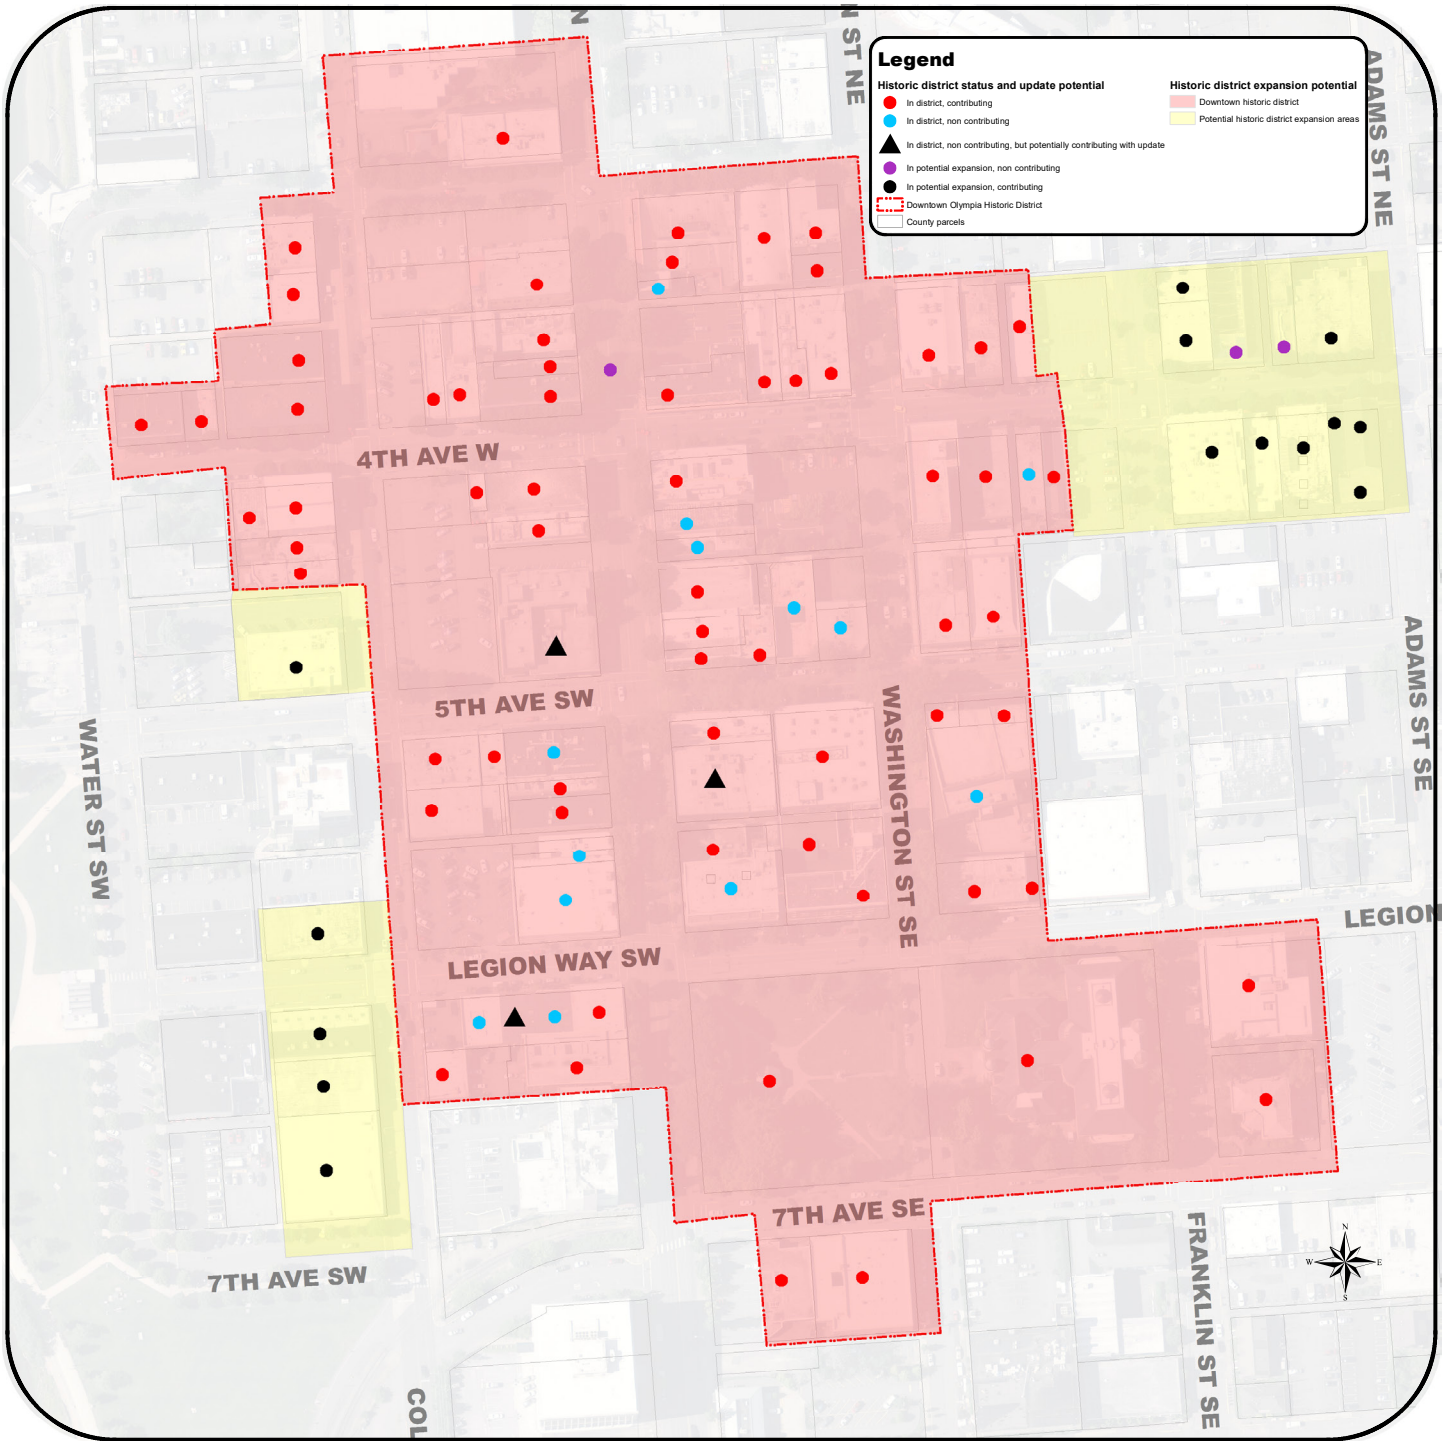 N
N ST NE
ADAMS ST NE
Legend
Historic district status and update potential
In district, contributing
In district, non contributing
In district, non contributing, but potentially contributing with update
In potential expansion, non contributing
In potential expansion, contributing
Downtown Olympia Historic District
County parcels
Historic district expansion potential
Downtown historic district
Potential historic district expansion areas
4TH AVE W
5TH AVE SW
WATER ST SW
WASHINGTON ST SE
ADAMS ST SE
LEGION
LEGION WAY SW
7TH AVE SE
7TH AVE SW
FRANKLIN ST SE
COL
N
W
E
S